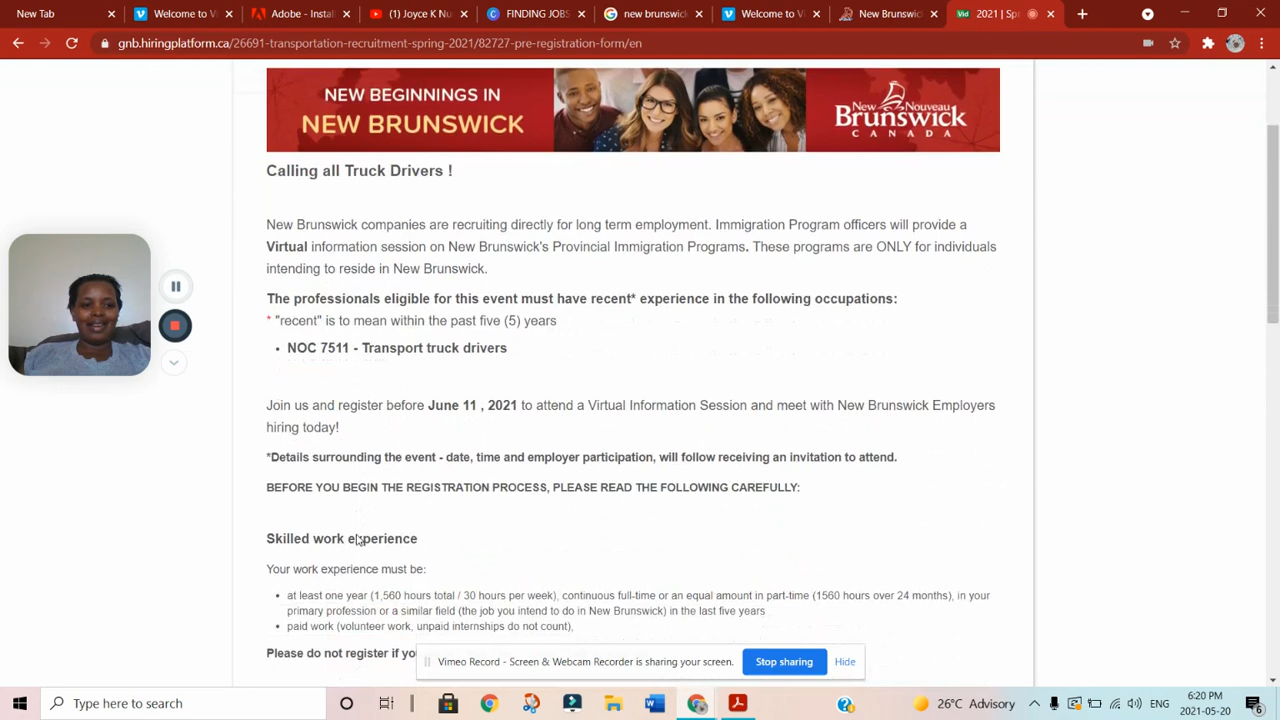 New Tab
Welcome to Vi
Adobe - Instal
(1) Joyce K Nu
FINDING JOBS
new brunswick
Welcome to Vi
New Brunswic
Vid
2021 | Spr
gnb.hiringplatform.ca/26691-transportation-recruitment-spring-2021/82727-pre-registration-form/en
NEW BEGINNINGS IN
NEW BRUNSWICK
New Nouveau
Brunswick
CANADA
Calling all Truck Drivers !
New Brunswick companies are recruiting directly for long term employment. Immigration Program officers will provide a
Virtual information session on New Brunswick's Provincial Immigration Programs. These programs are ONLY for individuals
intending to reside in New Brunswick.
The professionals eligible for this event must have recent* experience in the following occupations:
* "recent" is to mean within the past five (5) years
• NOC 7511 - Transport truck drivers
Join us and register before June 11 , 2021 to attend a Virtual Information Session and meet with New Brunswick Employers
hiring today!
*Details surrounding the event - date, time and employer participation, will follow receiving an invitation to attend.
BEFORE YOU BEGIN THE REGISTRATION PROCESS, PLEASE READ THE FOLLOWING CAREFULLY:
Skilled work experience
Your work experience must be:
• at least one year (1,560 hours total / 30 hours per week), continuous full-time or an equal amount in part-time (1560 hours over 24 months), in your
primary profession or a similar field (the job you intend to do in New Brunswick) in the last five years
• paid work (volunteer work, unpaid internships do not count),
Please do not register if yo
Vimeo Record - Screen & Webcam Recorder is sharing your screen.
Stop sharing
Hide
Type here to search
26°C Advisory
ENG
6:20 PM
2021-05-20
6